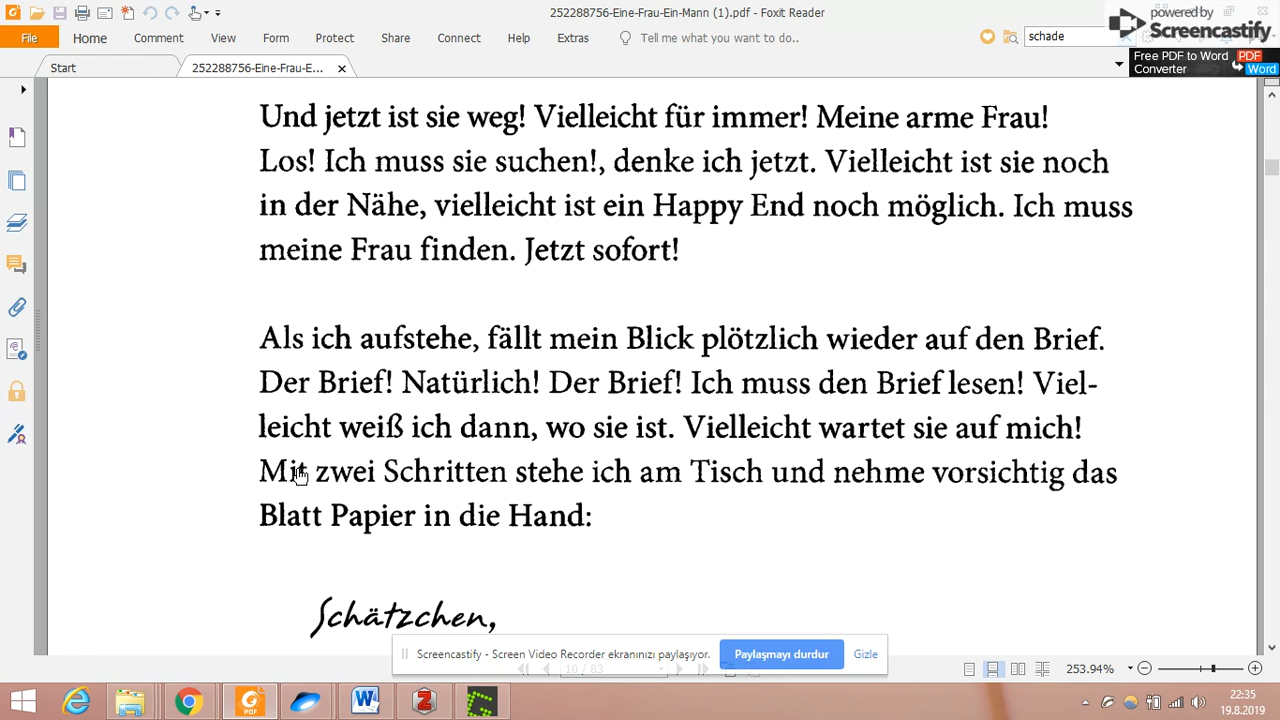 252288756-Eine-Frau-Ein-Mann (1).pdf - Foxit Reader
powered by
Screencastify
File Home Comment View Form Protect Share Connect Help Extras Tell me what you want to do.. schade
Free PDF to Word
Converter
PDF
Word
Start 252288756-Eine-Frau-E...
Und jetzt ist sie weg! Vielleicht für immer! Meine arme Frau!
Los! Ich muss sie suchen!, denke ich jetzt. Vielleicht ist sie noch
in der Nähe, vielleicht ist ein Happy End noch möglich. Ich muss
meine Frau finden. Jetzt sofort!
Als ich aufstehe, fällt mein Blick plötzlich wieder auf den Brief.
Der Brief! Natürlich! Der Brief! Ich muss den Brief lesen! Viel-
leicht weiß ich dann, wo sie ist. Vielleicht wartet sie auf mich!
Mit zwei Schritten stehe ich am Tisch und nehme vorsichtig das
Blatt Papier in die Hand:
Schätzchen,
Screencastify - Screen Video Recorder ekranınızı paylaşıyor. Paylaşmayı durdur Gizle
10 / 83
253.94%
PDF
22:35
19.8.2019